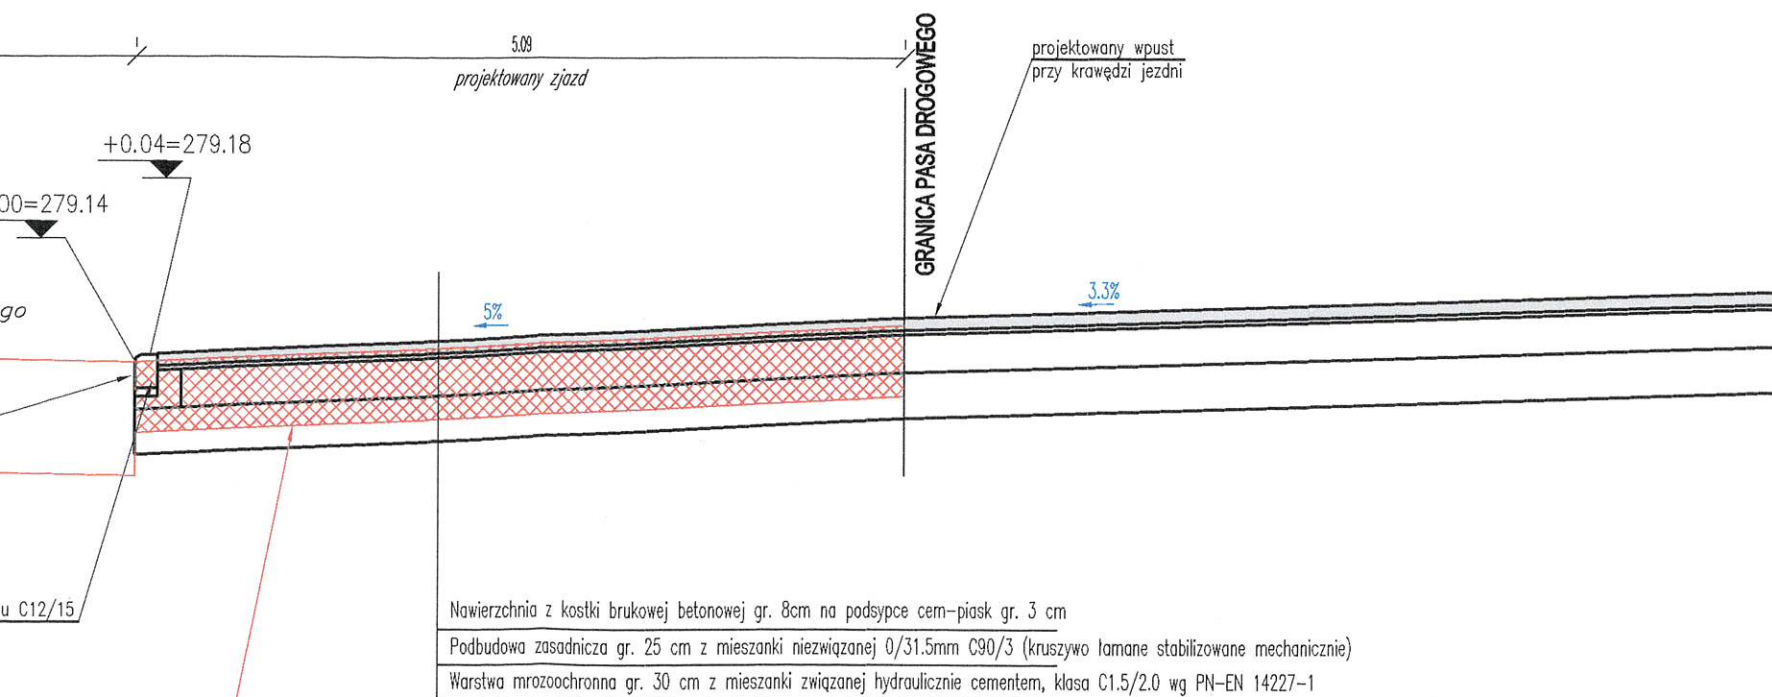 5.09
projektowany zjazd
GRANICA PASA DROGOWEGO
projektowany wpust
przy krawędzi jezdni
+0.04=279.18
00=279.14
go
5%
3.3%
u C12/15
Nawierzchnia z kostki brukowej betonowej gr. 8cm na podsypce cem-piask gr. 3 cm
Podbudowa zasadnicza gr. 25 cm z mieszanki niezwiązanej 0/31.5mm C90/3 (kruszywo łamane stabilizowane mechanicznie)
Warstwa mrozoochronna gr. 30 cm z mieszanki związanej hydraulicznie cementem, klasa C1.5/2.0 wg PN-EN 14227-1